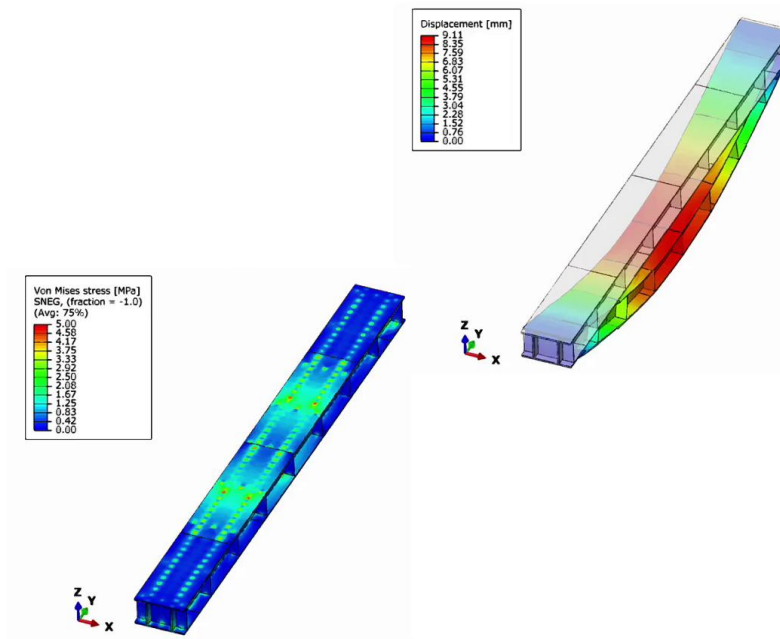 Displacement [mm]
9.11
8.35
7.59
6.83
6.07
5.31
4.55
3.79
3.04
2.28
1.52
0.76
0.00
Z
Y
X
Von Mises stress [MPa]
SNEG, (fraction = -1.0)
(Avg: 75%)
5.00
4.58
4.17
3.75
3.33
2.92
2.50
2.08
1.67
1.25
0.83
0.42
0.00
Z
Y
X